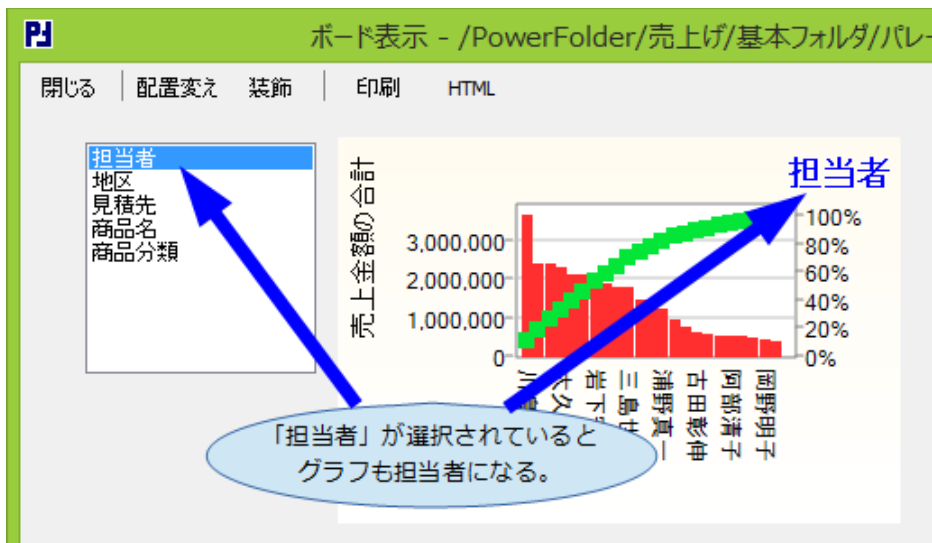 ボード表示 - /PowerFolder/売上げ/基本フォルダ/パレー
閉じる
配置変え
装飾
印刷
HTML
担当者
地区
見積先
商品名
商品分類
売上金額の合計
担当者
3,000,000
2,000,000
1,000,000
0
100%
80%
60%
40%
20%
0%
浦野真一
古田彰伸
阿部清子
岡野明子
「担当者」が選択されていると
グラフも担当者になる。